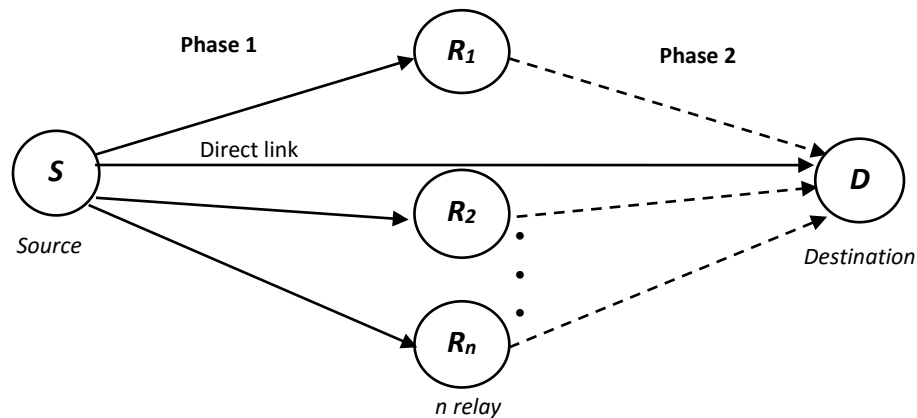 Phase 1
R1
Phase 2
Direct link
S
D
R2
Source
Destination
Rn
n relay